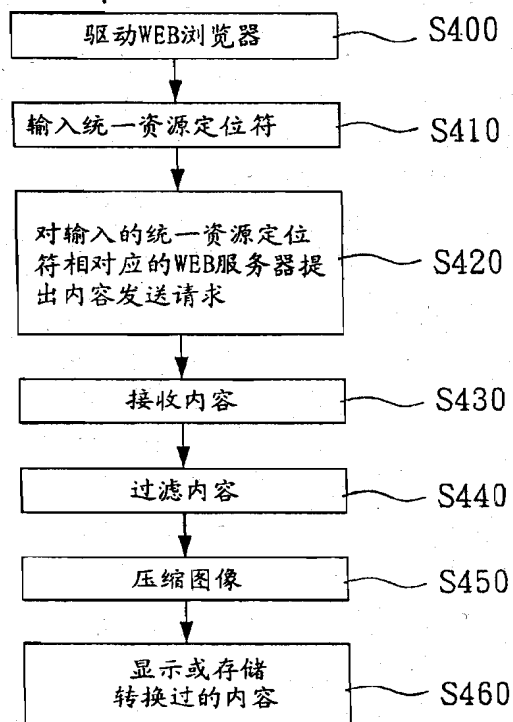 驱动WEB浏览器
S400
输入统一资源定位符
S410
对输入的统一资源定位
符相对应的WEB服务器提
出内容发送请求
S420
接收内容
S430
过滤内容
S440
压缩图像
S450
显示或存储
转换过的内容
S460